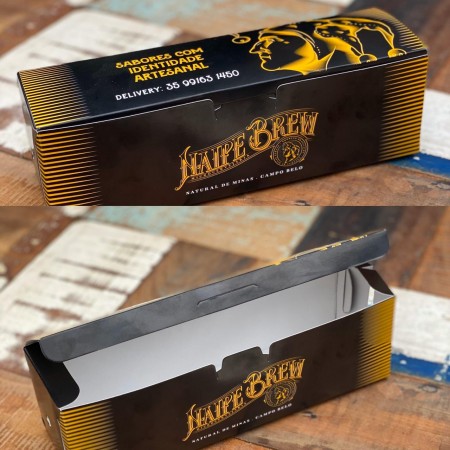 SABORES COM
IDENTIDADE
ARTESANAL
DELIVERY: 35 99163 1450
NAIPE BREW
NATURAL DE MINAS - CAMPO BELO
NAIPE BREW
NATURAL DE MINAS - CAMPO BELO